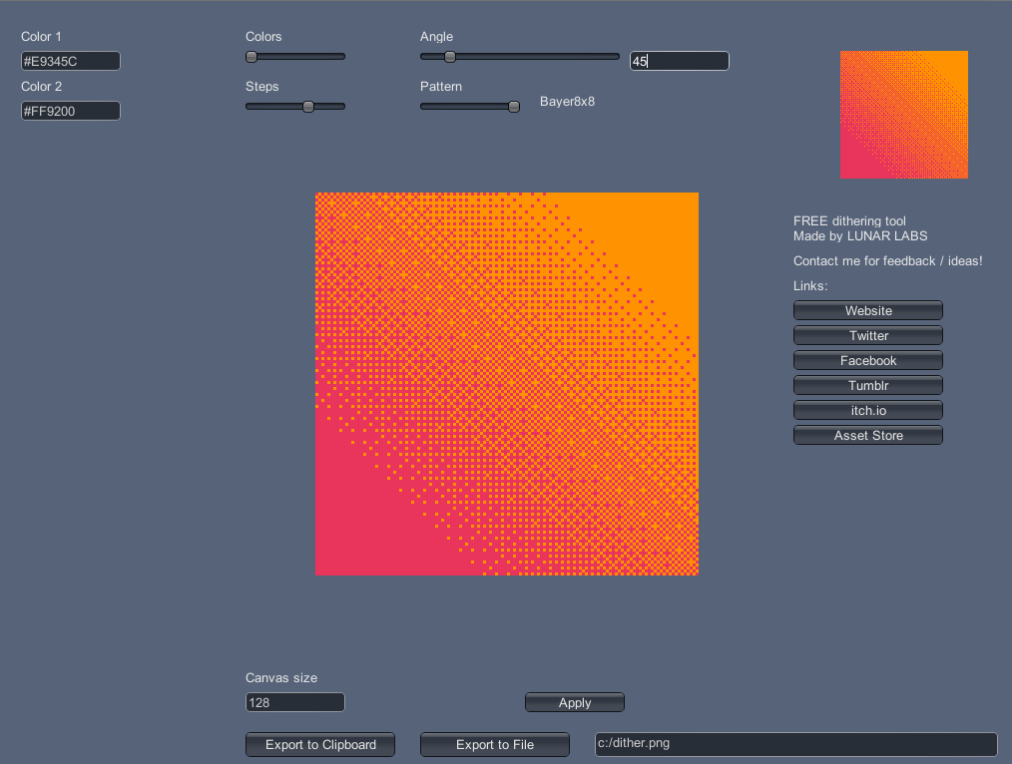 Color 1
#E9345C
Color 2
#FF9200
Colors
Steps
Angle
45
Pattern
Bayer8x8
FREE dithering tool
Made by LUNAR LABS
Contact me for feedback / ideas!
Links:
Website
Twitter
Facebook
Tumblr
itch.io
Asset Store
Canvas size
128
Apply
Export to Clipboard
Export to File
c:/dither.png